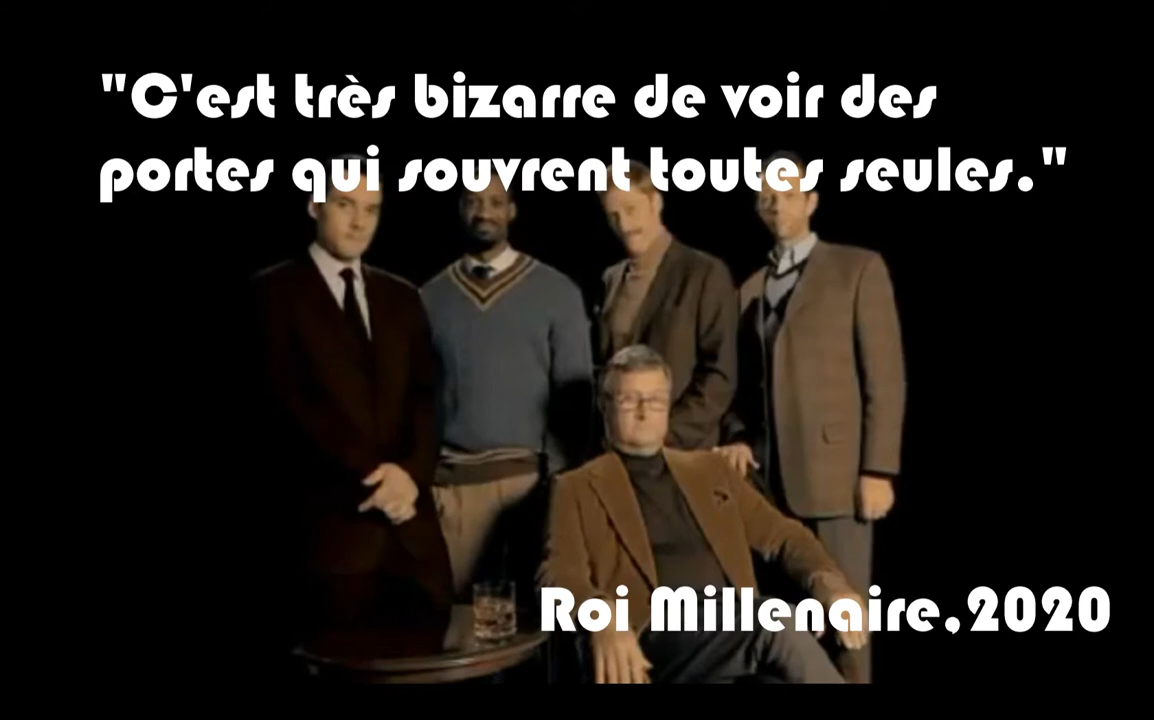 "C'est très bizarre de voir des
portes qui souvrent toutes seules."
Roi Millenaire,2020